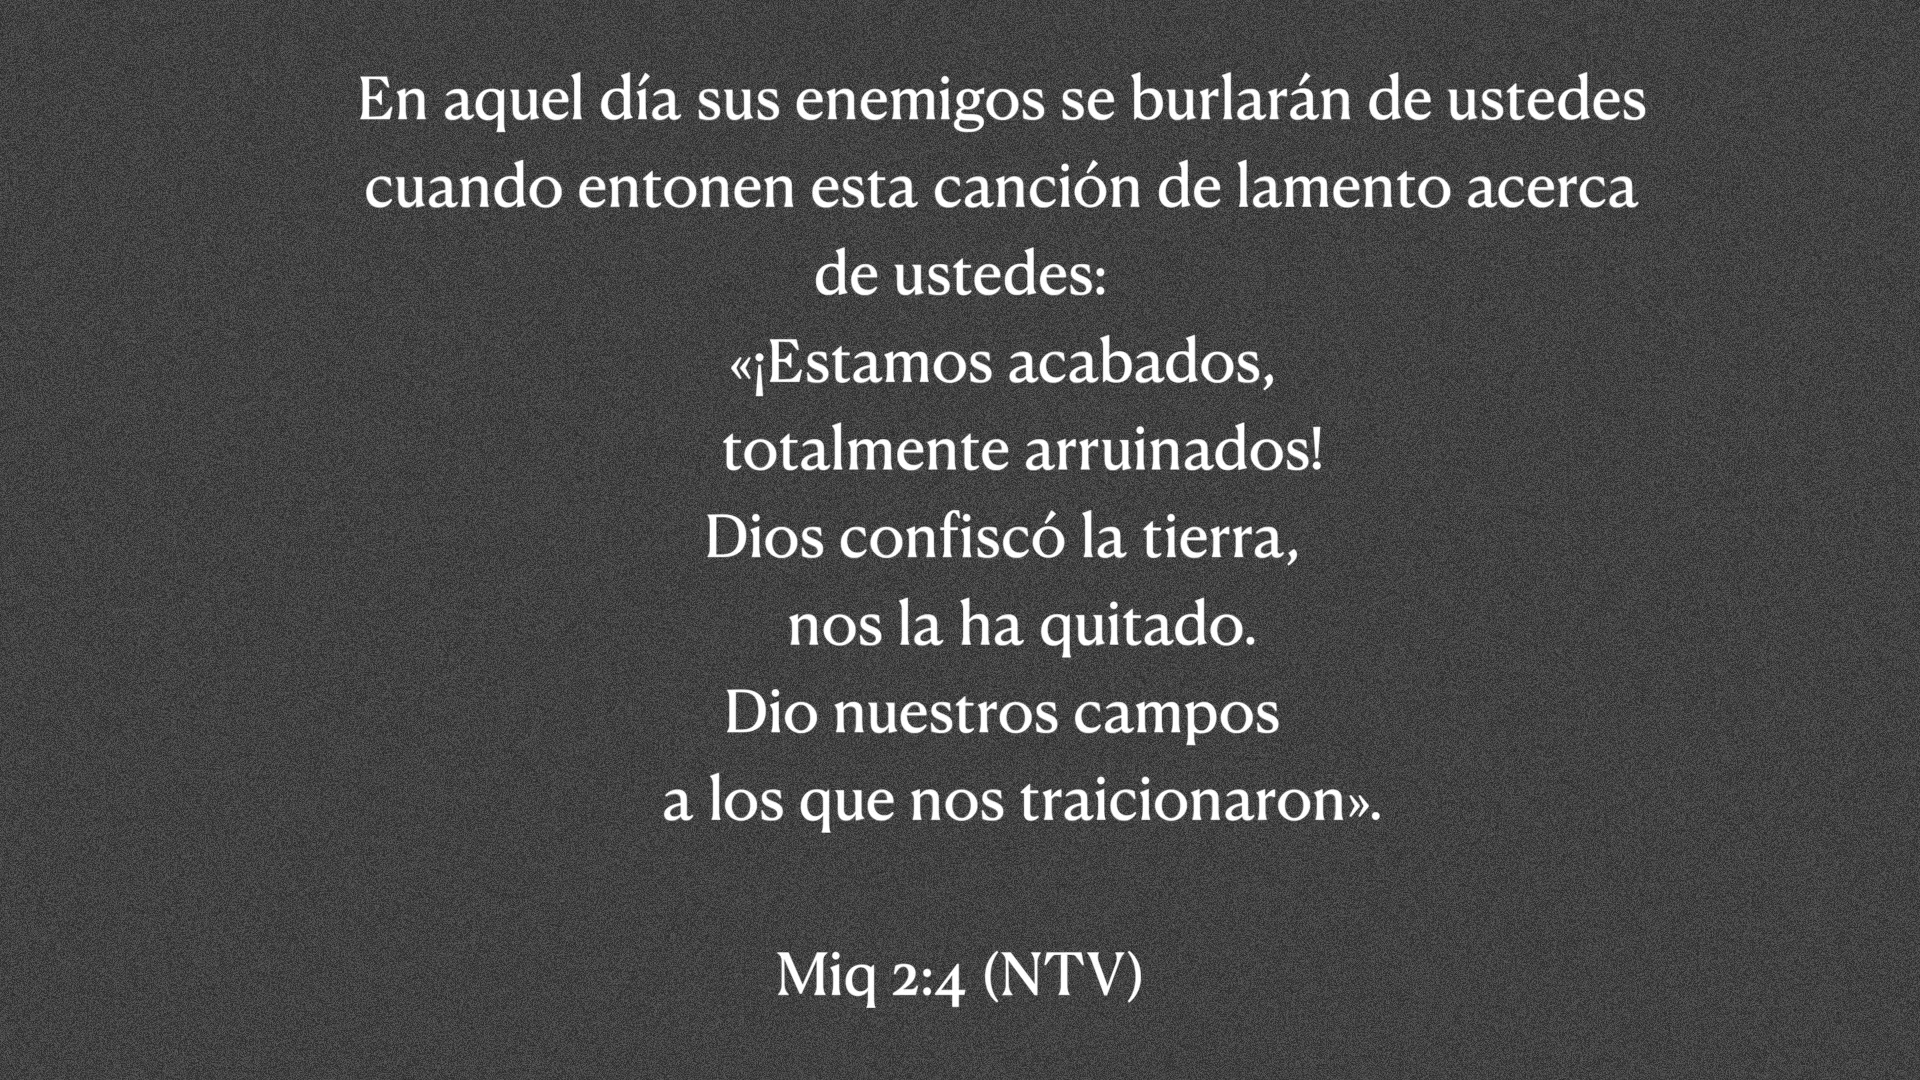 En aquel día sus enemigos se burlarán de ustedes
cuando entonen esta canción de lamento acerca
de ustedes:
«¡Estamos acabados,
totalmente arruinados!
Dios confiscó la tierra,
nos la ha quitado.
Dio nuestros campos
a los que nos traicionaron».
Miq 2:4 (NTV)